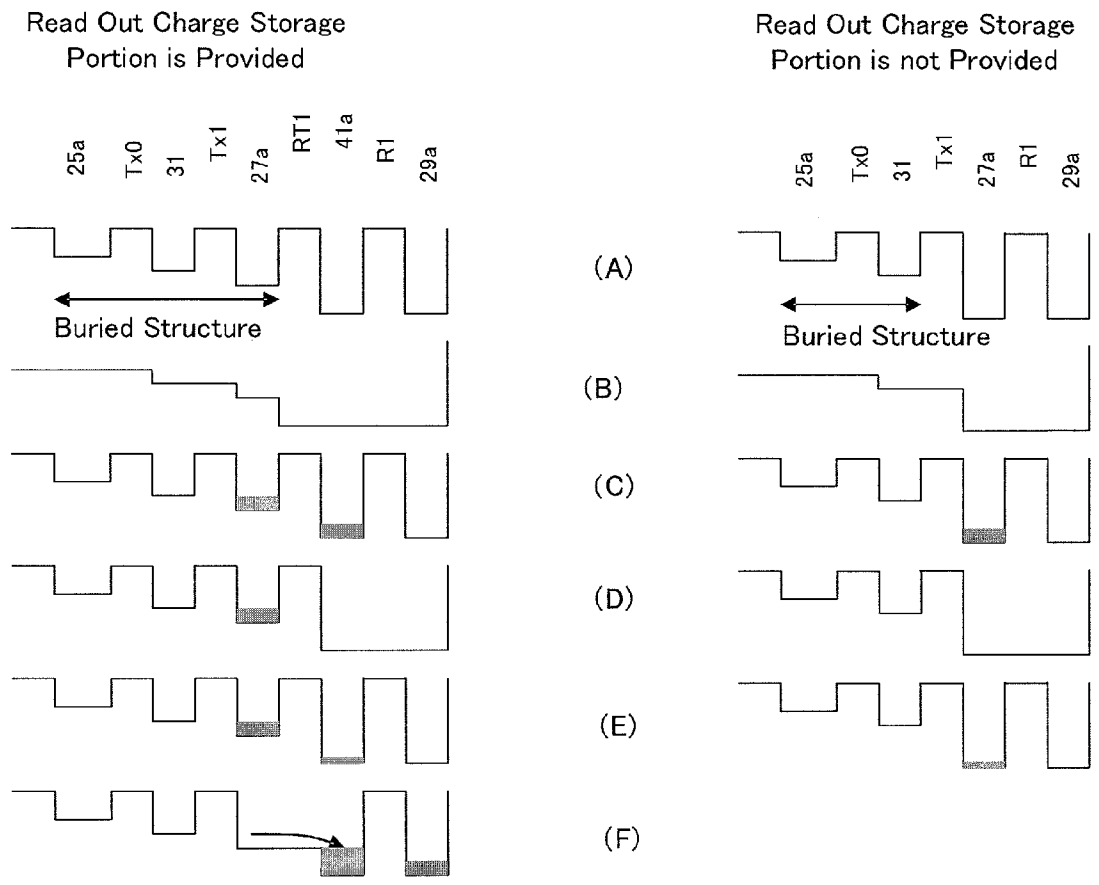 Read Out Charge Storage
Portion is Provided
Read Out Charge Storage
Portion is not Provided
25a
Tx0
31
Tx1
27a
RT1
41a
R1
29a
25a
Tx0
31
Tx1
27a
R1
29a
(A)
Buried Structure
Buried Structure
(B)
(C)
(D)
(E)
(F)